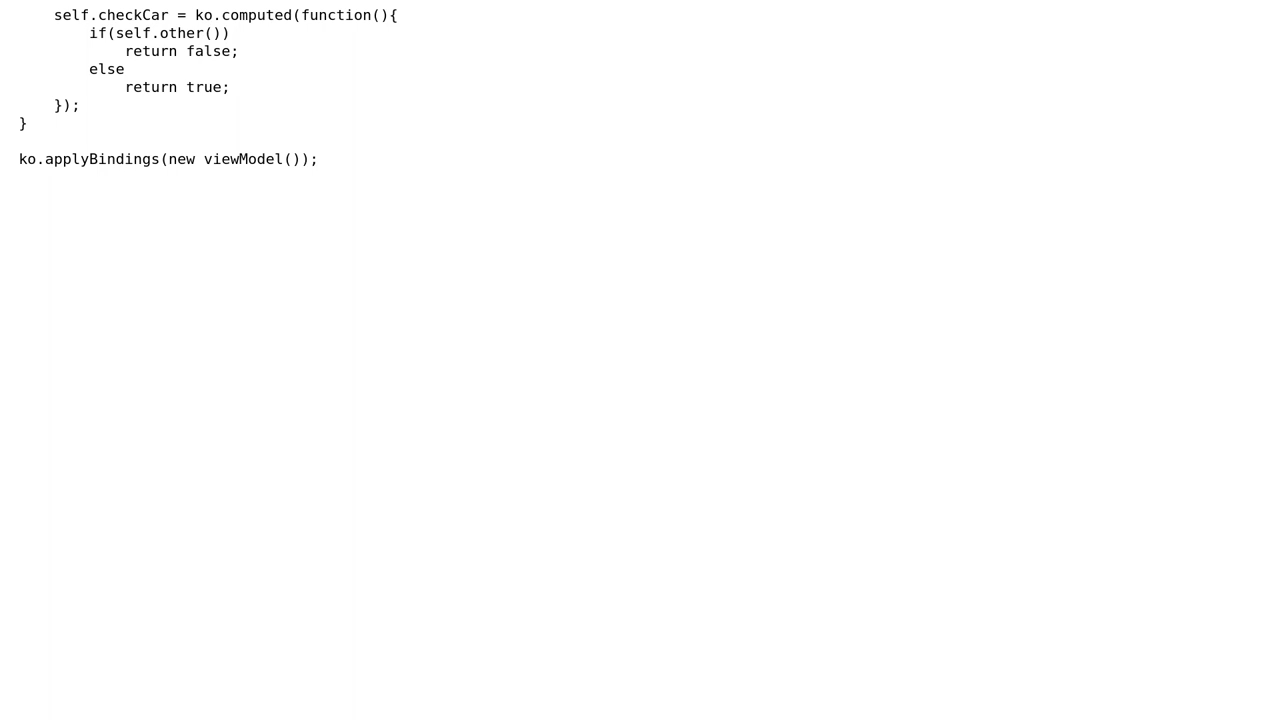 self.checkCar = ko.computed(function(){
        if(self.other())
            return false;
        else
            return true;
    });
}

ko.applyBindings(new viewModel());